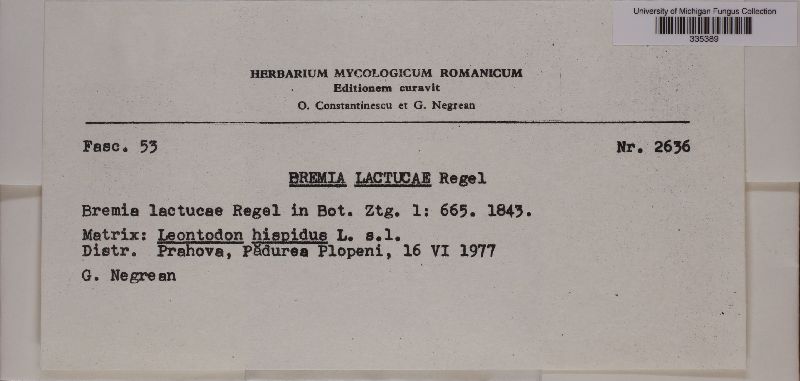 University of Michigan Fungus Collection
335389
HERBARIUM MYCOLOGICUM ROMANICUM
Editionem curavit
O. Constantinescu et G. Negrean
Fasc. 53 Nr. 2636
BREMIA LACTUCAE Regel
Bremia lactucae Regel in Bot. Ztg. 1: 665. 1843.
Matrix: Leontodon hispidus L. s.l.
Distr. Prahova, Pădurea Plopeni, 16 VI 1977
G. Negrean